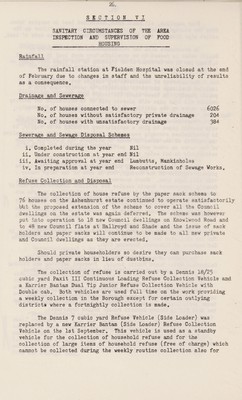 36.
SECTION VI
SANITARY CIRCUMSTANCES OF THE AREA
INSPECTION AND SUPERVISION OF FOOD
HOUSING
Rainfall
The rainfall station at Fielden Hospital was closed at the end
of February due to changes in staff and the unreliability of results
as a consequence.
Drainage and Sewerage
No. of houses connected to sewer 6026
No. of houses without satisfactory private drainage 204
No. of houses with unsatisfactory drainage 384
Sewerage and Sewage Disposal Schemes
i. Completed during the year Nil
ii. Under construction at year end Nil
iii. Awaiting approval at year end Lumbutts, Mankinholes
iv. In preparation at year end Reconstruction of Sewage Works.
Refuse Collection and Disposal
The collection of house refuse by the paper sack scheme to
76 houses on the Ashenhurst estate continued to operate satisfactorily
but the proposed extension of the scheme to cover all the Council
dwellings on the estate was again deferred. The scheme was however
put into operation to 18 new Council dwellings on Knowlwood Road and
to 48 new Council flats at Hallroyd and Shade and the issue of sack
holders and paper sacks will continue to be made to all new private
and Council dwellings as they are erected.
Should private householders so desire they can purchase sack
holders and paper sacks in lieu of dustbins.
The collection of refuse is carried out by a Dennis 18/25
cubic yard Paxit III Continuous Loading Refuse Collection Vehicle and
a Karrier Bantam Dual Tip Junior Refuse Collection Vehicle with
Double cab. Both vehicles are used full time on the work providing
a weekly collection in the Borough except for certain outlying
districts where a fortnightly collection is made.
The Dennis 7 cubic yard Refuse Vehicle (Side Loader) was
replaced by a new Karrier Bantam (Side Loader) Refuse Collection
Vehicle on the 1st September. This vehicle is used as a standby
vehicle for the collection of household refuse and for the
collection of large items of household refuse (free of charge) which
cannot be collected during the weekly routine collection also for